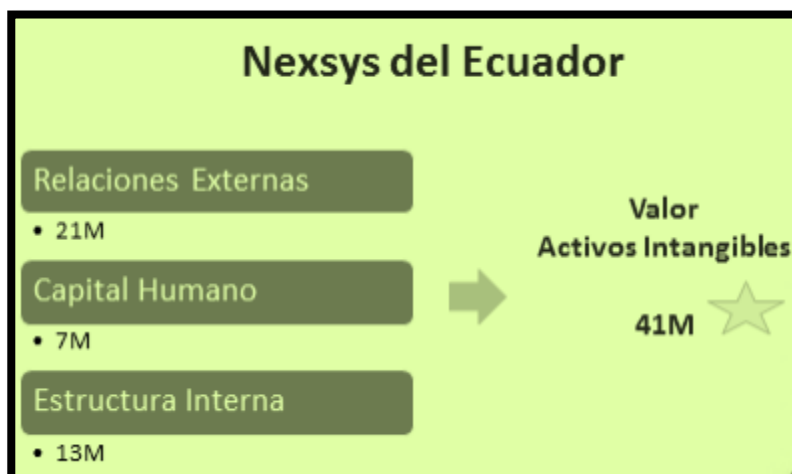 Nexsys del Ecuador
Relaciones Externas
• 21M
Capital Humano
• 7M
Estructura Interna
• 13M
Valor
Activos Intangibles
41M